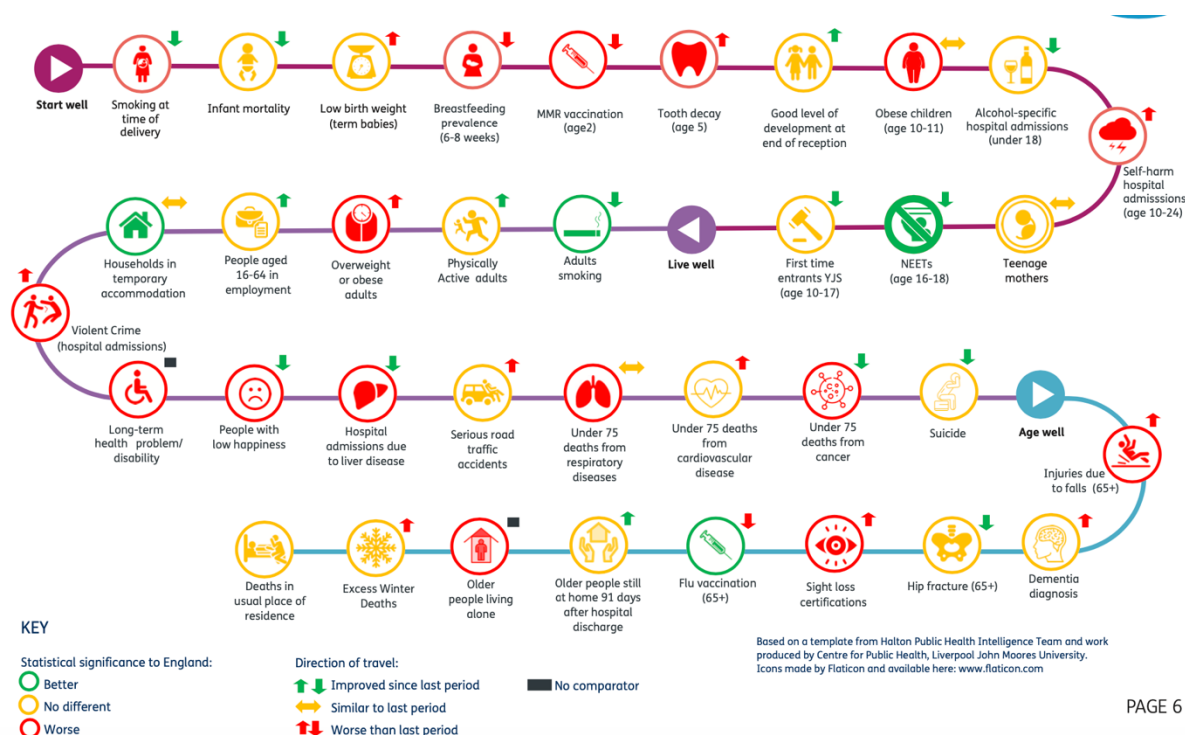 Start well
Smoking at
time of
delivery
Infant mortality
Low birth weight
(term babies)
Breastfeeding
prevalence
(6-8 weeks)
MMR vaccination
(age2)
Tooth decay
(age 5)
Good level of
development at
end of reception
Obese children
(age 10-11)
Alcohol-specific
hospital admissions
(under 18)
Self-harm
hospital
admisssions
(age 10-24)
Households in
temporary
accommodation
People aged
16-64 in
employment
Overweight
or obese
adults
Physically
Active adults
Adults
smoking
Live well
First time
entrants YJS
(age 10-17)
NEETs
(age 16-18)
Teenage
mothers
Violent Crime
(hospital admissions)
Long-term
health problem/
disability
People with
low happiness
Hospital
admissions due
to liver disease
Serious road
traffic
accidents
Under 75
deaths from
respiratory
diseases
Under 75 deaths
from
cardiovascular
disease
Under 75
deaths from
cancer
Suicide
Age well
Injuries due
to falls (65+)
Deaths in
usual place of
residence
Excess Winter
Deaths
Older
people living
alone
Older people still
at home 91 days
after hospital
discharge
Flu vaccination
(65+)
Sight loss
certifications
Hip fracture (65+)
Dementia
diagnosis
KEY
Statistical significance to England:
Better
No different
Worse
Direction of travel:
Improved since last period
Similar to last period
Worse than last period
No comparator
Based on a template from Halton Public Health Intelligence Team and work
produced by Centre for Public Health, Liverpool John Moores University.
Icons made by Flaticon and available here: www.flaticon.com
PAGE 6